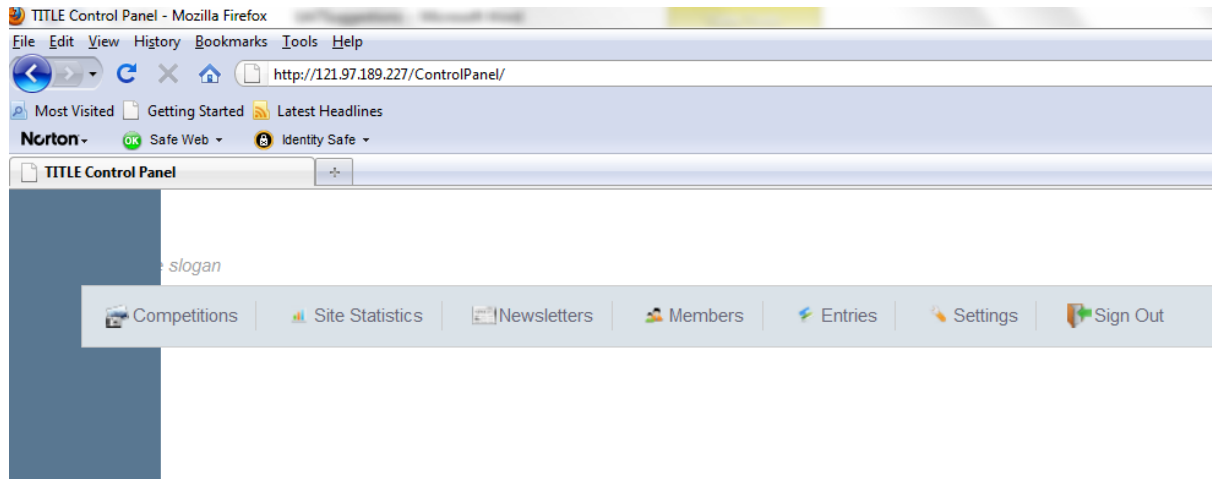 TITLE Control Panel - Mozilla Firefox
File Edit View History Bookmarks Tools Help
http://121.97.189.227/ControlPanel/
Most Visited Getting Started Latest Headlines
Norton OK Safe Web Identity Safe
TITLE Control Panel
slogan
Competitions Site Statistics Newsletters Members Entries Settings Sign Out